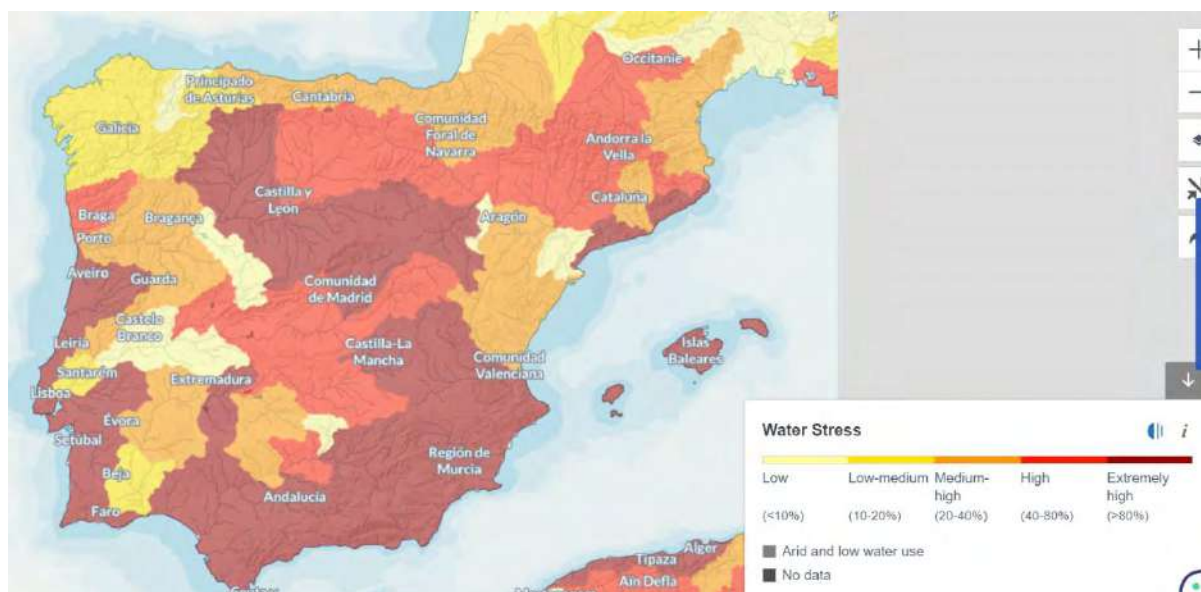 Occitanie
Principado
de Asturias
Cantabria
Galicia
Comunidad
Foral de
Navarra
Andorra la
Vella
Castilla y
León
Cataluña
Braga
Bragança
Aragón
Porto
Aveiro
Guarda
Comunidad
de Madrid
Castelo
Branco
Leiria
Castilla-La
Mancha
Islas
Baleares
Santarém
Extremadura
Comunidad
Valenciana
Lisboa
Évora
Setúbal
Región de
Murcia
Beja
Andalucía
Faro
Alger
Tipaza
Aïn Defla
Water Stress
i
Low Low-medium Medium-high High Extremely high
(<10%) (10-20%) (20-40%) (40-80%) (>80%)
Arid and low water use
No data